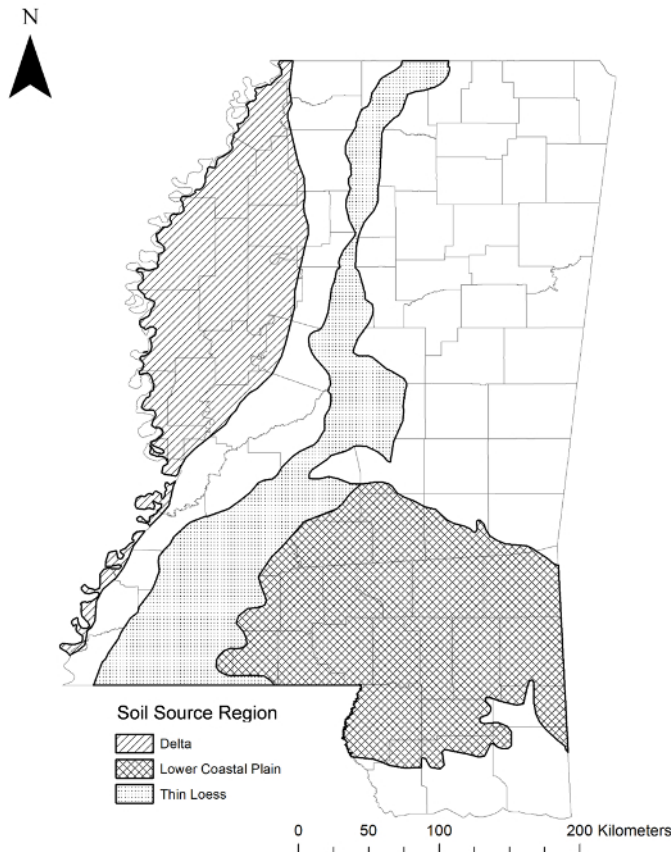 N
Soil Source Region
Delta
Lower Coastal Plain
Thin Loess
0 50 100 200 Kilometers